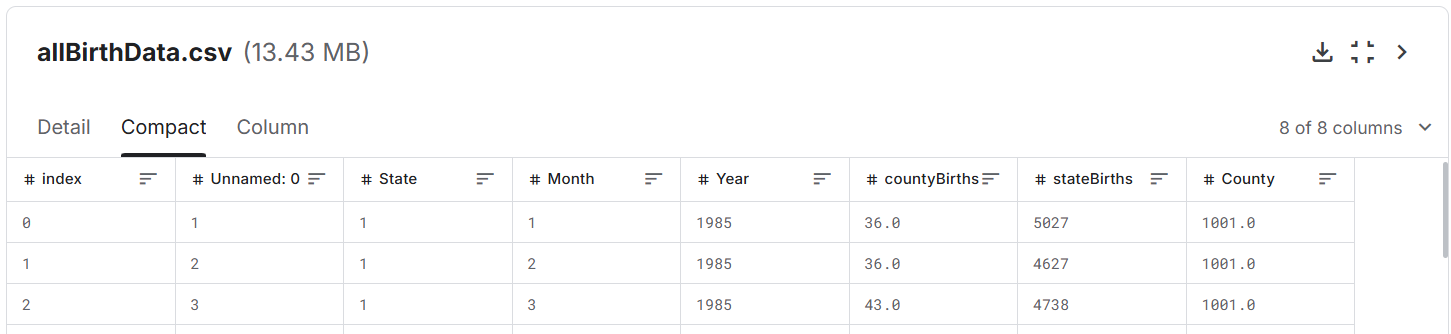 allBirthData.csv (13.43 MB)
Detail Compact Column 8 of 8 columns
# index # Unnamed: 0 # State # Month # Year # countyBirths # stateBirths # County
0 1 1 1 1985 36.0 5027 1001.0
1 2 1 2 1985 36.0 4627 1001.0
2 3 1 3 1985 43.0 4738 1001.0